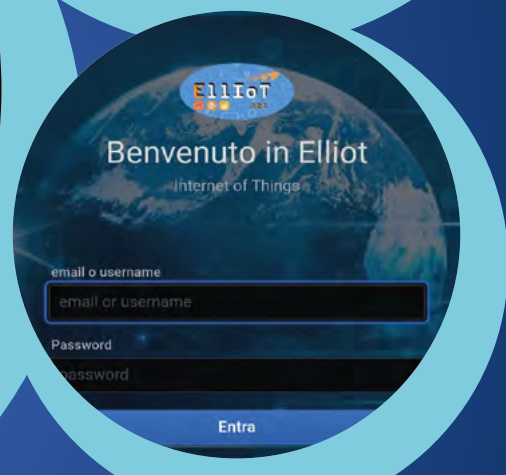 ELLIoT
Benvenuto in Elliot
Internet of Things
email o username
email or username
Password
password
Entra